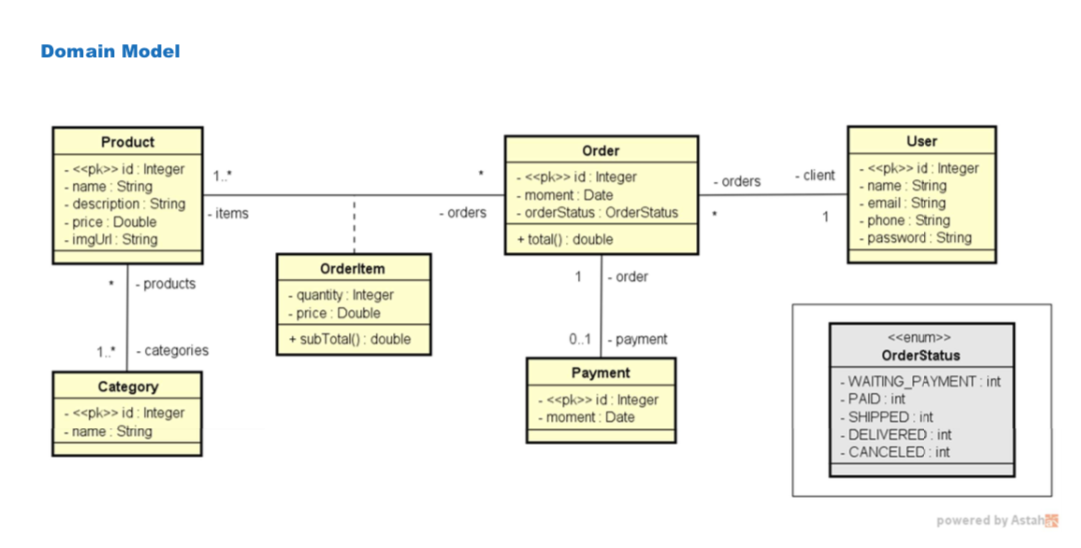 Domain Model
Product
- <<pk>> id : Integer
- name : String
- description : String
- price : Double
- imgUrl : String
1..*
- items
*
- orders
Order
- <<pk>> id : Integer
- moment : Date
- orderStatus : OrderStatus
+ total() : double
- orders
*
- client
1
User
- <<pk>> id : Integer
- name : String
- email : String
- phone : String
- password : String
OrderItem
- quantity : Integer
- price : Double
+ subTotal() : double
* - products
1..* - categories
Category
- <<pk>> id : Integer
- name : String
1 - order
0..1 - payment
Payment
- <<pk>> id : Integer
- moment : Date
<<enum>>
OrderStatus
- WAITING_PAYMENT : int
- PAID : int
- SHIPPED : int
- DELIVERED : int
- CANCELED : int
powered by Astah